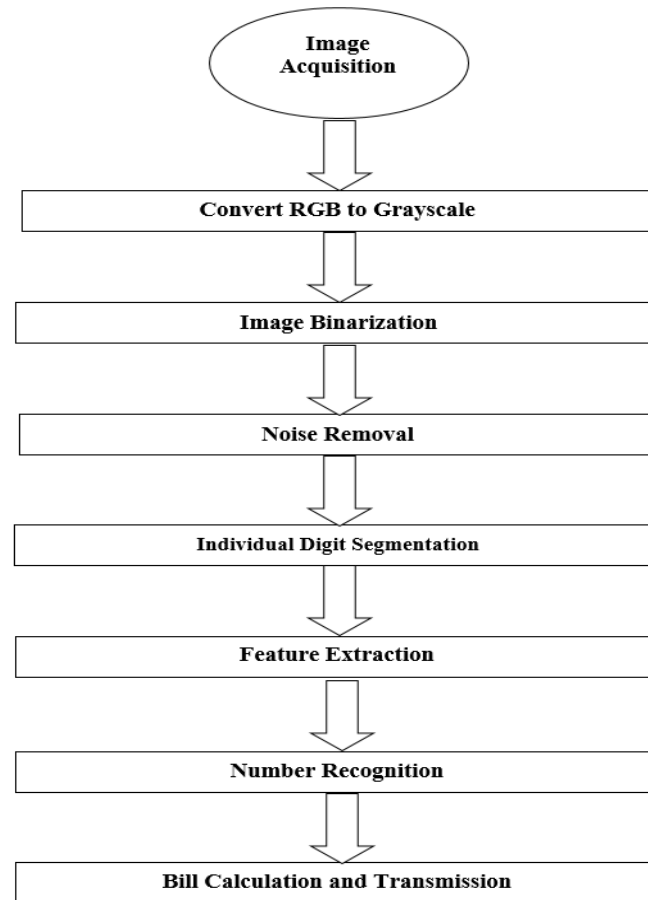 Image
Acquisition
Convert RGB to Grayscale
Image Binarization
Noise Removal
Individual Digit Segmentation
Feature Extraction
Number Recognition
Bill Calculation and Transmission